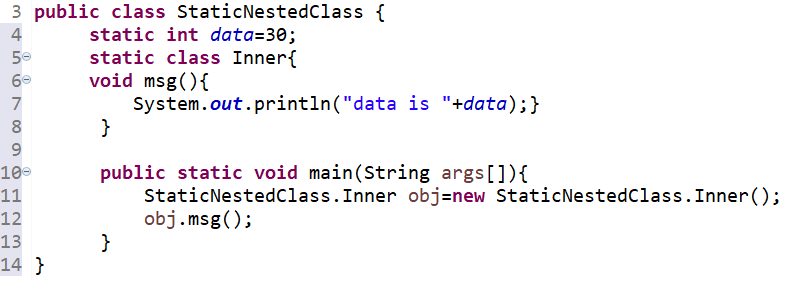 3 public class StaticNestedClass {
4     static int data=30;
5     static class Inner{
6     void msg(){
7         System.out.println("data is "+data);}
8      }
9
10      public static void main(String args[]){
11          StaticNestedClass.Inner obj=new StaticNestedClass.Inner();
12          obj.msg();
13      }
14 }